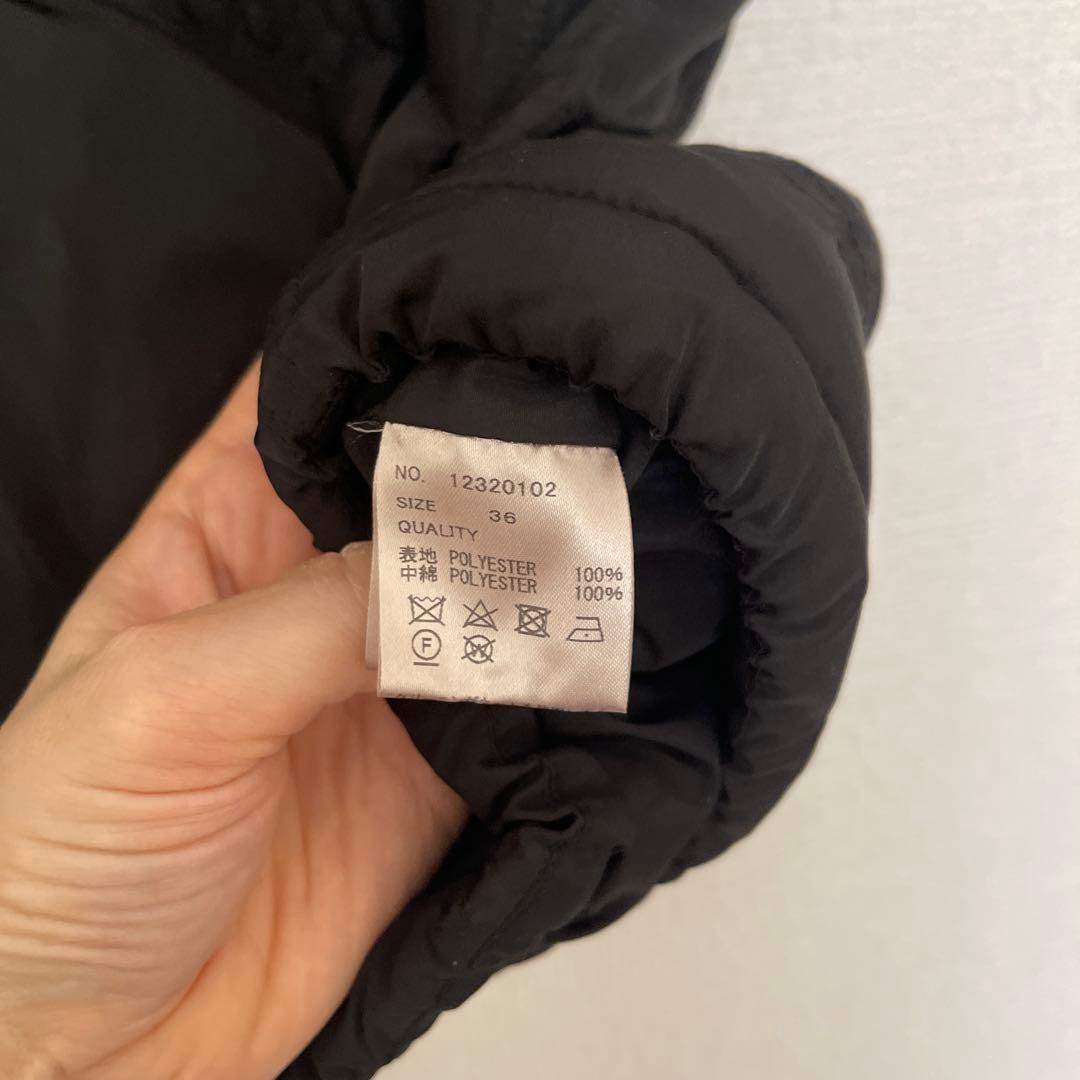 NO. 12320102
SIZE 36
QUALITY
表地 POLYESTER 100%
中綿 POLYESTER 100%
F W